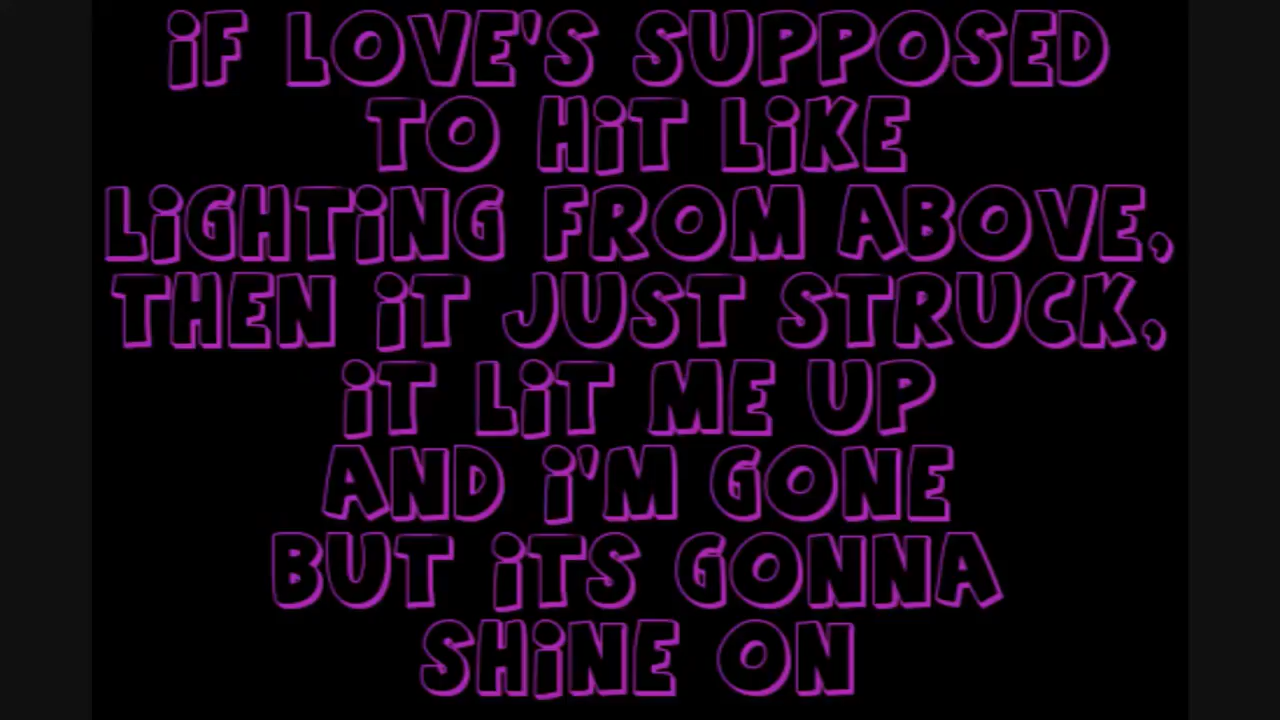 iF LOVE'S SUPPOSED
TO HiT LiKE
LiGHTiNG FROM ABOVE,
THEN iT JUST STRUCK,
iT LiT ME UP
AND i'M GONE
BUT iTS GONNA
SHiNE ON